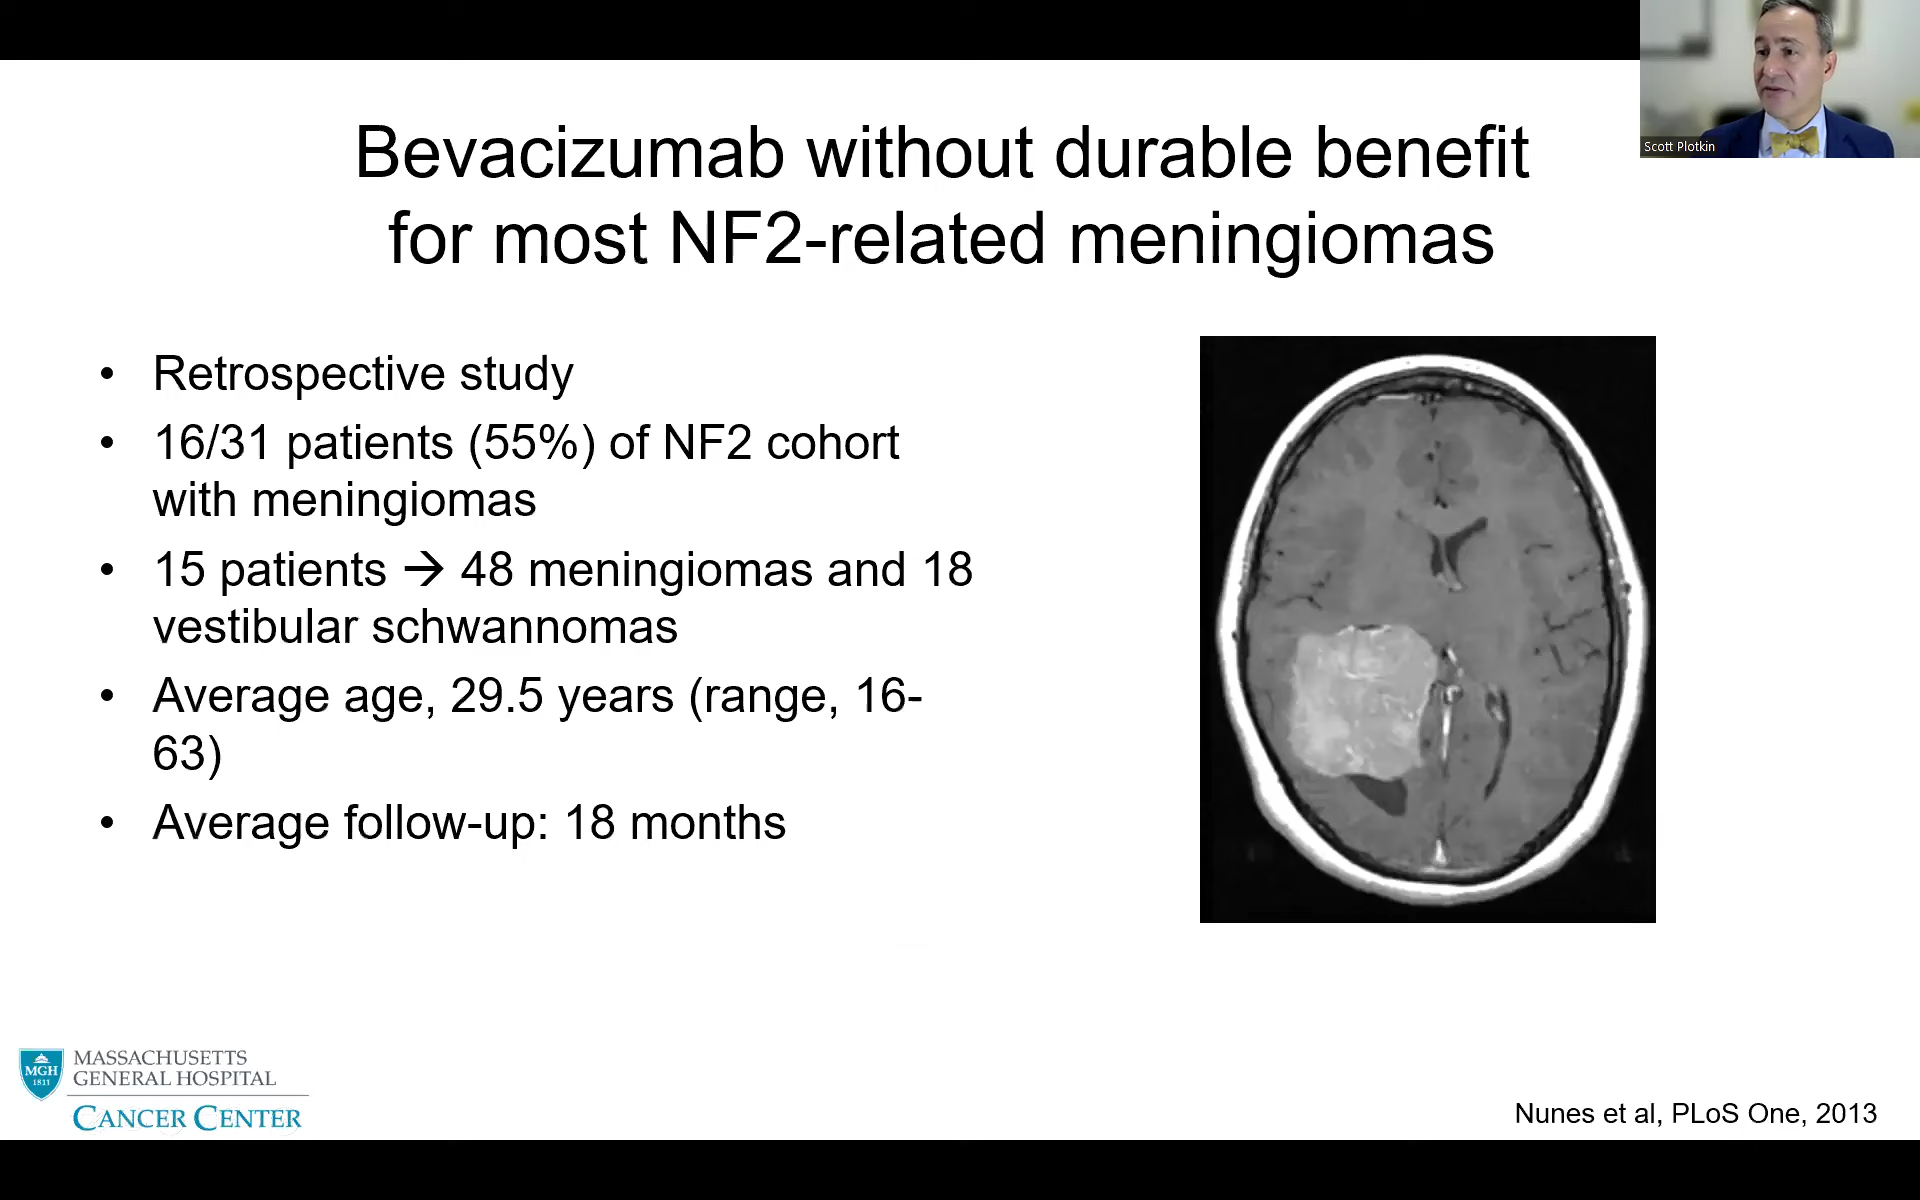 Scott Plotkin
Bevacizumab without durable benefit
for most NF2-related meningiomas
• Retrospective study
• 16/31 patients (55%) of NF2 cohort
with meningiomas
• 15 patients → 48 meningiomas and 18
vestibular schwannomas
• Average age, 29.5 years (range, 16-
63)
• Average follow-up: 18 months
MGH
1811
MASSACHUSETTS
GENERAL HOSPITAL
CANCER CENTER
Nunes et al, PLoS One, 2013